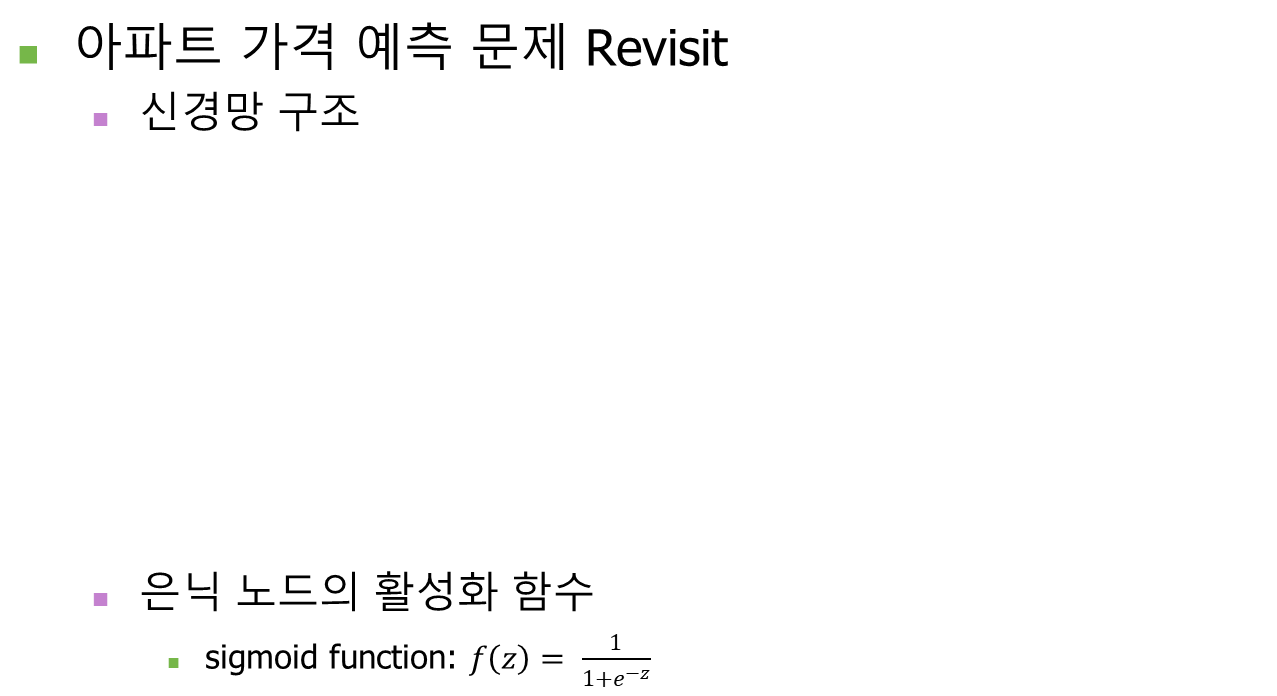 아파트 가격 예측 문제 Revisit
신경망 구조
은닉 노드의 활성화 함수
sigmoid function: f(z) = 1/(1+e^{-z})